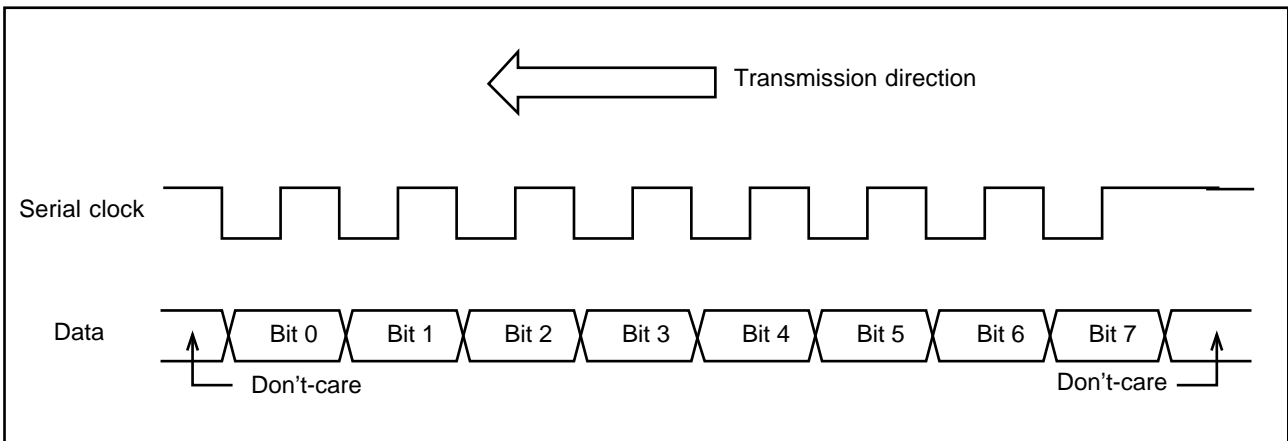 Transmission direction
Serial clock
Data
Bit 0
Bit 1
Bit 2
Bit 3
Bit 4
Bit 5
Bit 6
Bit 7
Don't-care
Don't-care